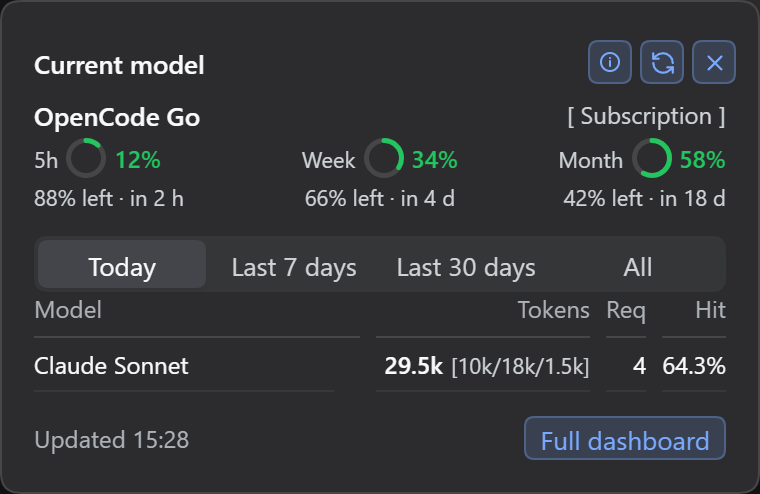 Current model
OpenCode Go [ Subscription ]
5h 12% Week 34% Month 58%
88% left · in 2 h 66% left · in 4 d 42% left · in 18 d
Today Last 7 days Last 30 days All
Model Tokens Req Hit
Claude Sonnet 29.5k [10k/18k/1.5k] 4 64.3%
Updated 15:28 Full dashboard